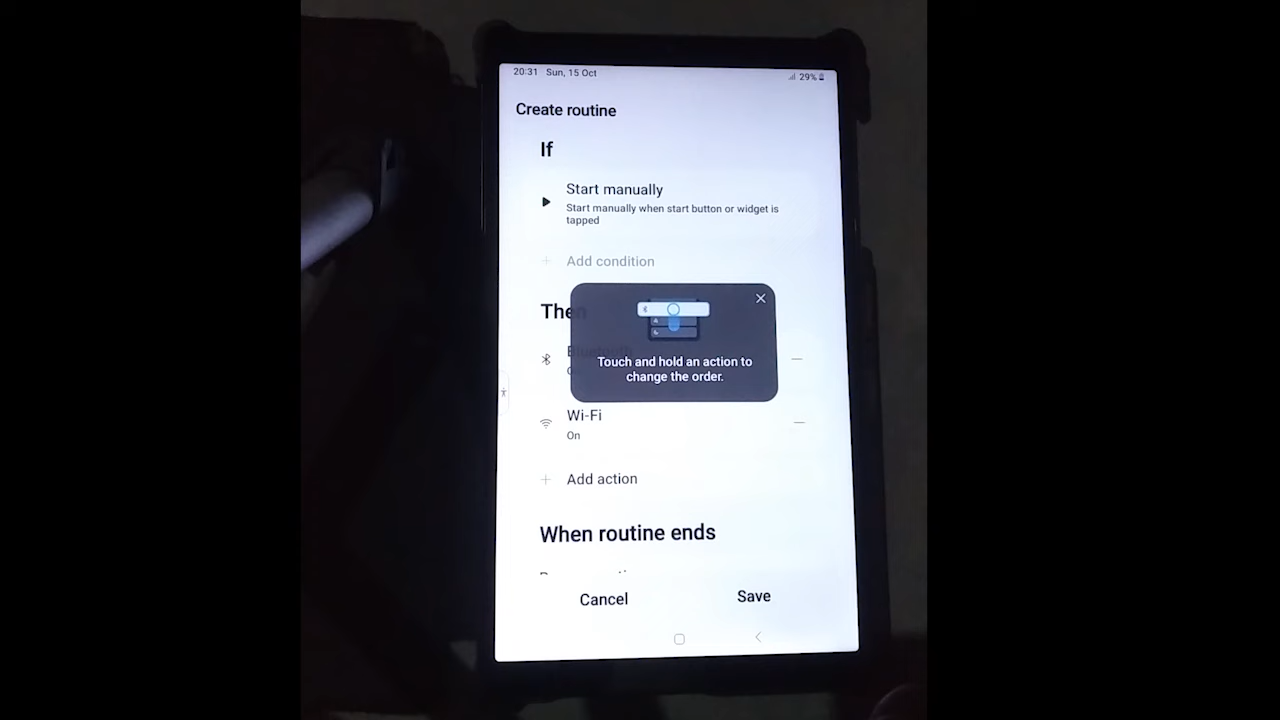 20:31 Sun, 15 Oct 29%
Create routine
If
Start manually
Start manually when start button or widget is
tapped
+ Add condition
Then
Bluetooth
Touch and hold an action to
change the order.
Wi-Fi
On
+ Add action
When routine ends
Cancel Save